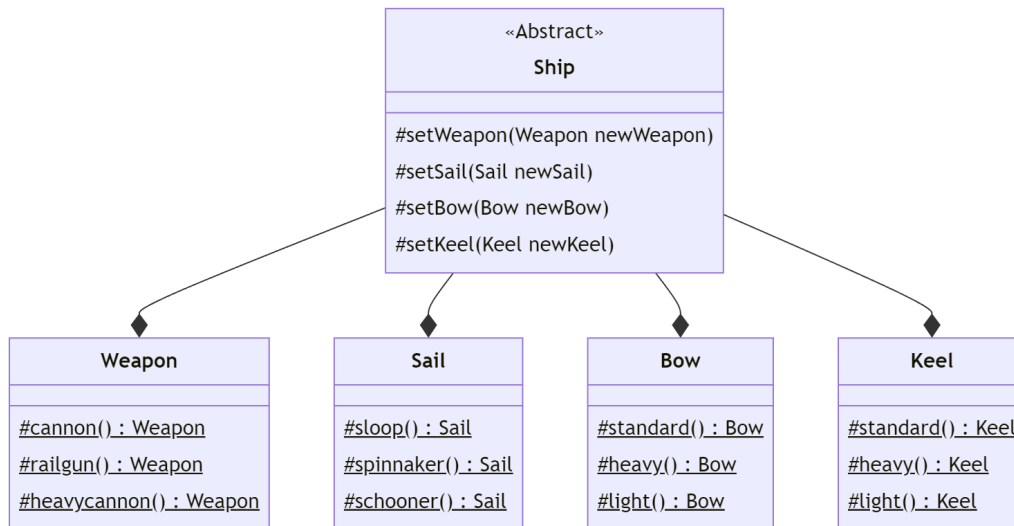 «Abstract»
Ship
#setWeapon(Weapon newWeapon)
#setSail(Sail newSail)
#setBow(Bow newBow)
#setKeel(Keel newKeel)
Weapon
#cannon() : Weapon
#railgun() : Weapon
#heavycannon() : Weapon
Sail
#sloop() : Sail
#spinnaker() : Sail
#schooner() : Sail
Bow
#standard() : Bow
#heavy() : Bow
#light() : Bow
Keel
#standard() : Keel
#heavy() : Keel
#light() : Keel